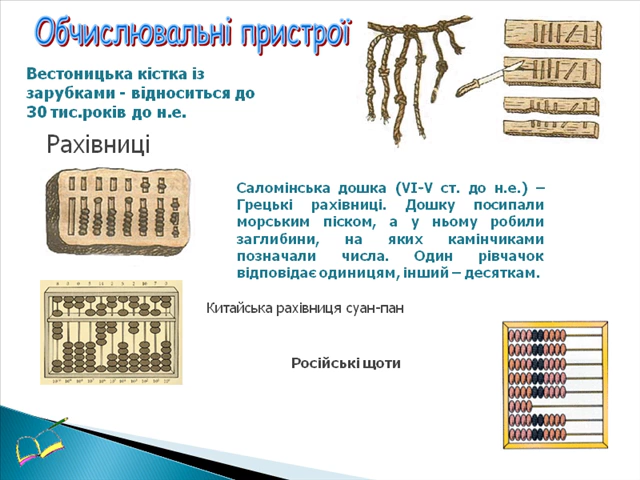 Обчислювальні пристрої
Вестоницька кістка із
зарубками - відноситься до
30 тис.років до н.е.
Рахівниці
Саломінська дошка (VI-V ст. до н.е.) –
Грецькі рахівниці. Дошку посипали
морським піском, а у ньому робили
заглибини, на яких камінчиками
позначали числа. Один рівчачок
відповідає одиницям, інший – десяткам.
Китайська рахівниця суан-пан
Російські щоти